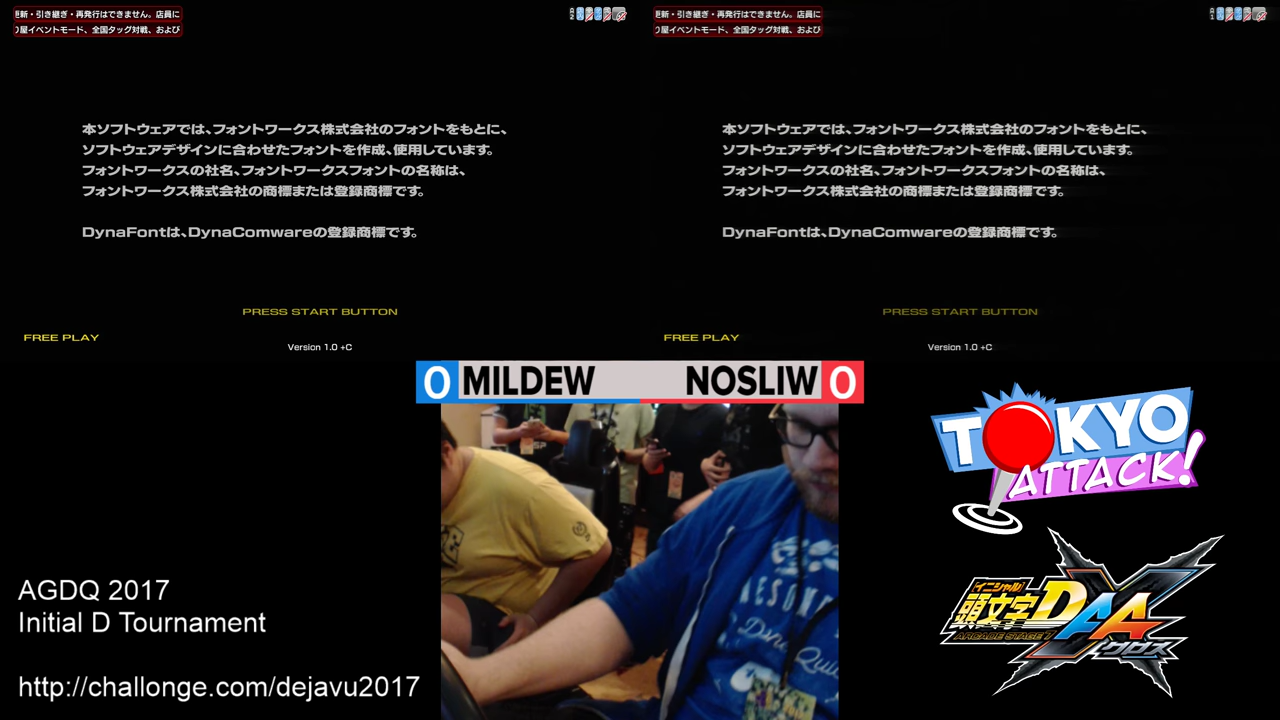 更新・引き継ぎ・再発行はできません。店員に
り屋イベントモード、全国タッグ対戦、および
本ソフトウェアでは、フォントワークス株式会社のフォントをもとに、
ソフトウェアデザインに合わせたフォントを作成、使用しています。
フォントワークスの社名、フォントワークスフォントの名称は、
フォントワークス株式会社の商標または登録商標です。
DynaFontは、DynaComwareの登録商標です。
PRESS START BUTTON
FREE PLAY
Version 1.0 +C
更新・引き継ぎ・再発行はできません。店員に
り屋イベントモード、全国タッグ対戦、および
本ソフトウェアでは、フォントワークス株式会社のフォントをもとに、
ソフトウェアデザインに合わせたフォントを作成、使用しています。
フォントワークスの社名、フォントワークスフォントの名称は、
フォントワークス株式会社の商標または登録商標です。
DynaFontは、DynaComwareの登録商標です。
PRESS START BUTTON
FREE PLAY
Version 1.0 +C
0 MILDEW NOSLIW 0
TOKYO
ATTACK!
[イニシャル]
頭文字D AA X
ARCADE STAGE 7
クロス
AGDQ 2017
Initial D Tournament
http://challonge.com/dejavu2017